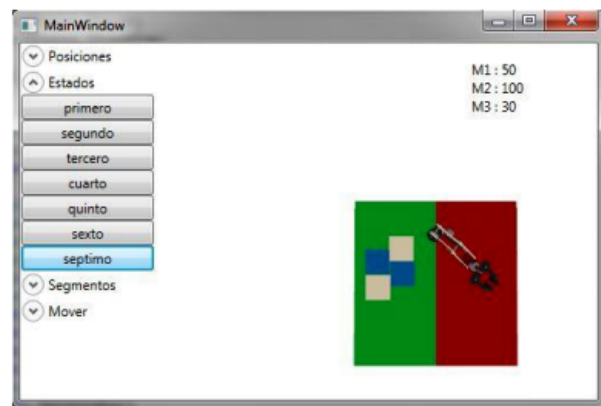 MainWindow
Posiciones
Estados
primero
segundo
tercero
cuarto
quinto
sexto
septimo
Segmentos
Mover
M1 : 50
M2 : 100
M3 : 30